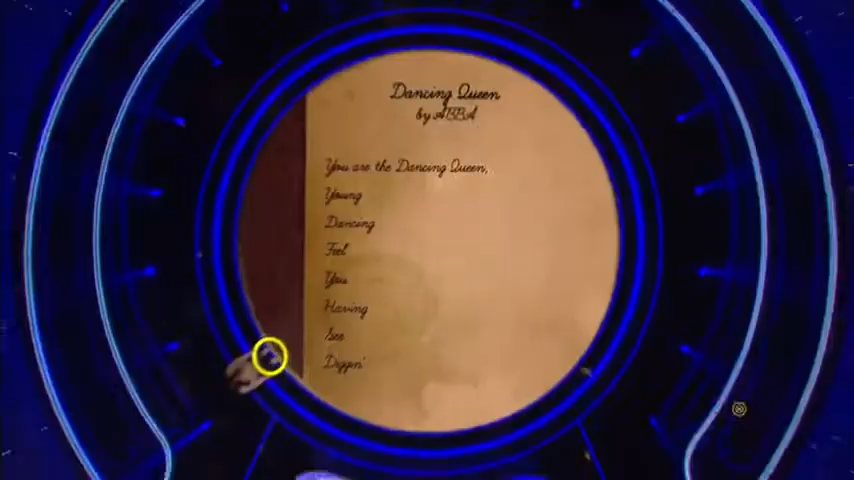 Dancing Queen
by ABBA
You are the Dancing Queen,
Young
Dancing
Feel
You
Having
See
Diggin'